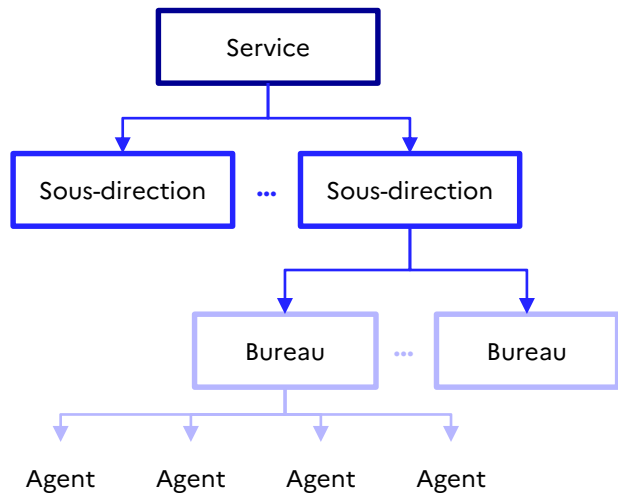 Service
Sous-direction ... Sous-direction
Bureau ... Bureau
Agent Agent Agent Agent